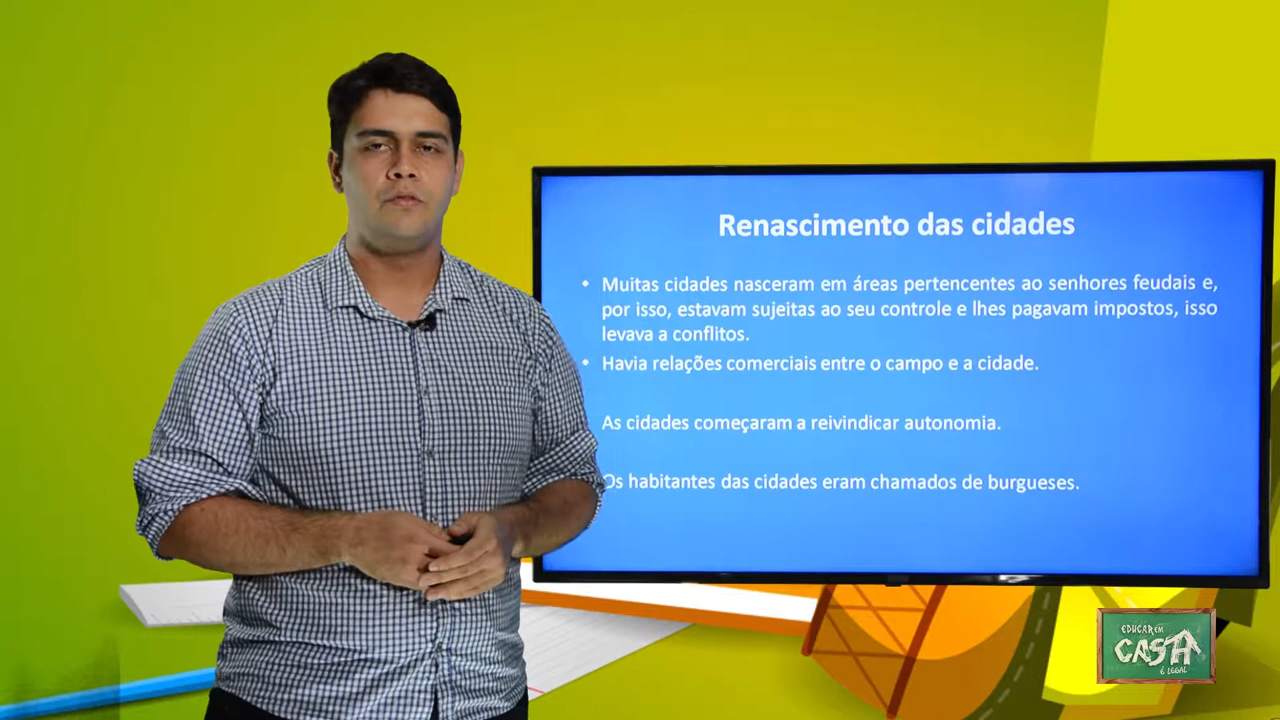 Renascimento das cidades
• Muitas cidades nasceram em áreas pertencentes ao senhores feudais e,
por isso, estavam sujeitas ao seu controle e lhes pagavam impostos, isso
levava a conflitos.
• Havia relações comerciais entre o campo e a cidade.
As cidades começaram a reivindicar autonomia.
Os habitantes das cidades eram chamados de burgueses.
EDUCAR EM
CASA
É LEGAL